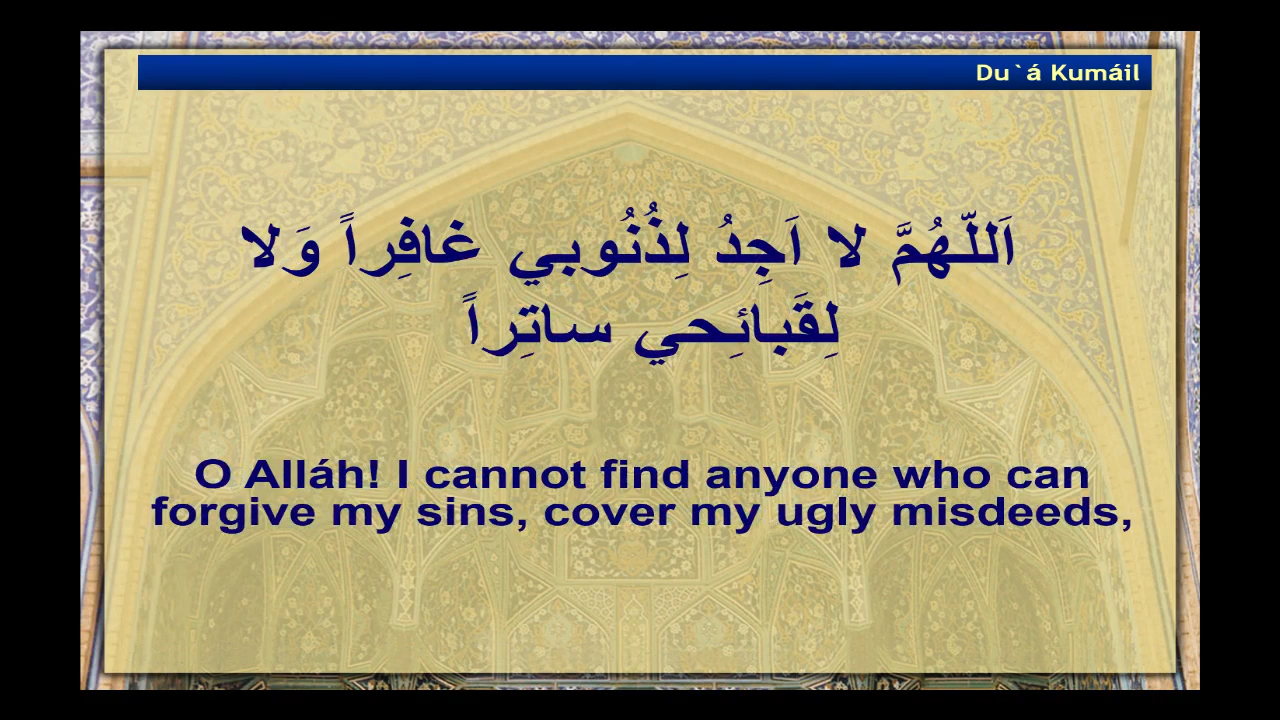 Du`á Kumáil
اَللّـهُمَّ لا اَجِدُ لِذُنُوبي غافِراً وَلا
لِقَبائِحي ساتِراً
O Alláh! I cannot find anyone who can
forgive my sins, cover my ugly misdeeds,